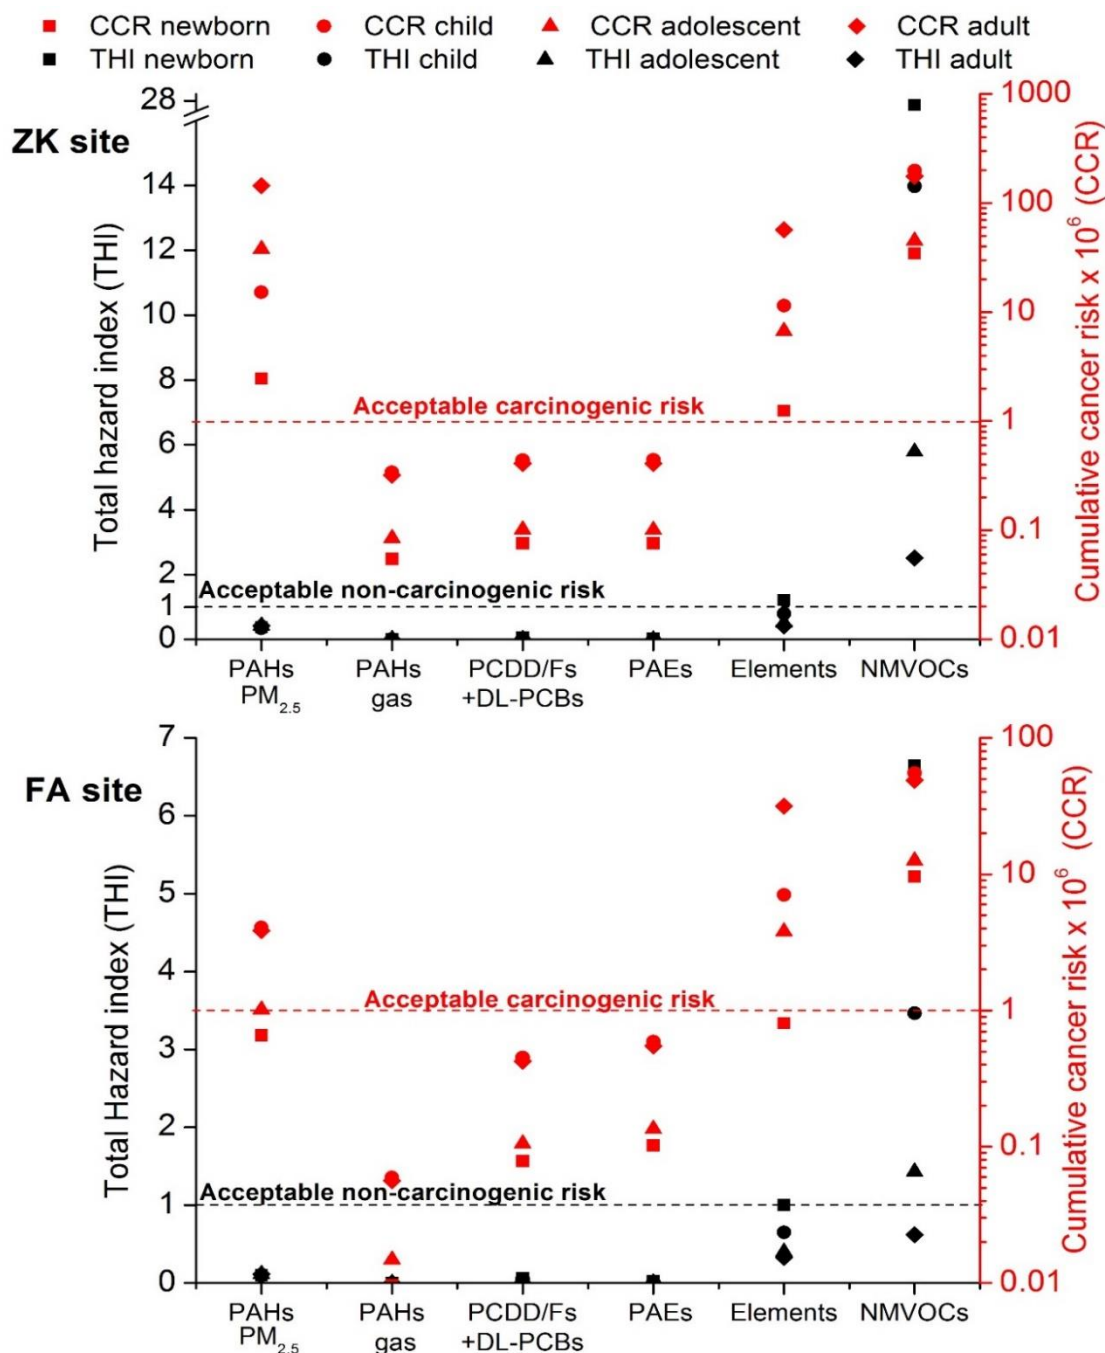 CCR newborn CCR child CCR adolescent CCR adult
THI newborn THI child THI adolescent THI adult
ZK site
Total hazard index (THI)
28
14
12
10
8
6
4
2
1
0
Acceptable carcinogenic risk
Acceptable non-carcinogenic risk
1000
100
10
1
0.1
0.01
Cumulative cancer risk x 10⁶ (CCR)
PAHs PAHs PCDD/Fs PAEs Elements NMVOCs
PM₂.₅ gas +DL-PCBs
FA site
Total Hazard index (THI)
7
6
5
4
3
2
1
0
Acceptable carcinogenic risk
Acceptable non-carcinogenic risk
100
10
1
0.1
0.01
Cumulative cancer risk x 10⁶ (CCR)
PAHs PAHs PCDD/Fs PAEs Elements NMVOCs
PM₂.₅ gas +DL-PCBs